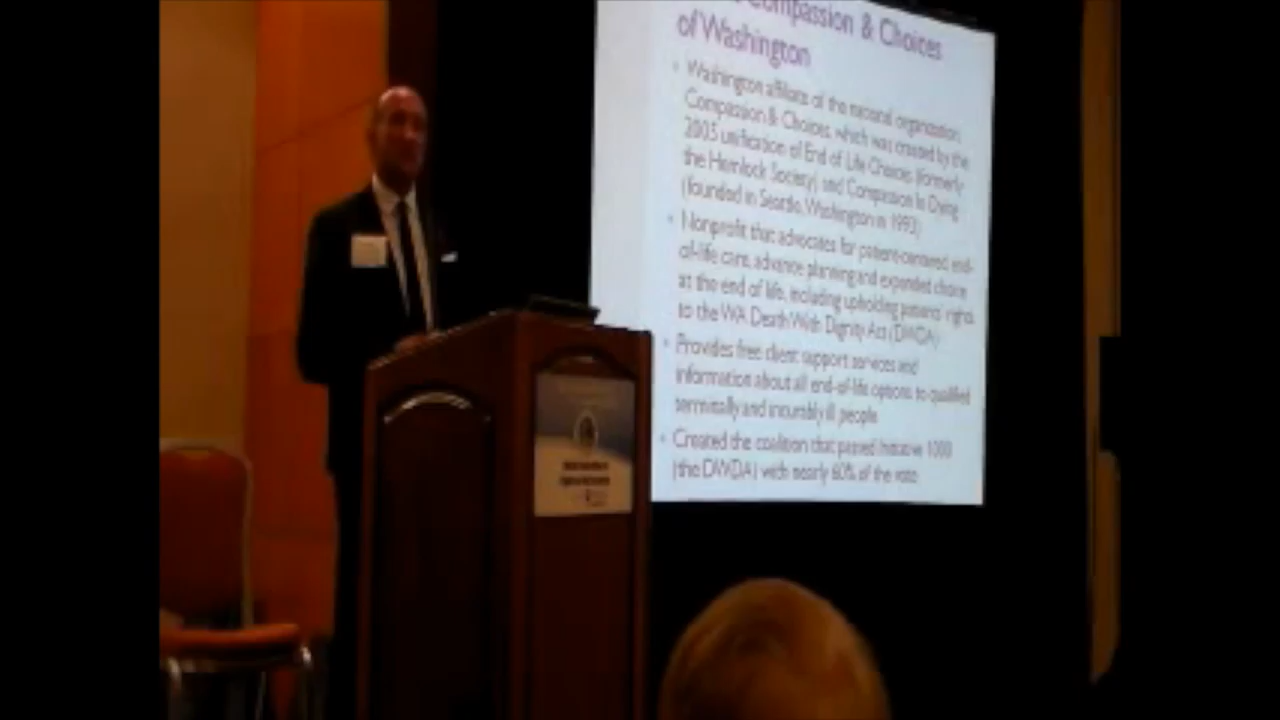 Compassion & Choices
of Washington
• Washington affiliate of the national organization
Compassion & Choices, which was created by the
2005 unification of End of Life Choices (formerly
the Hemlock Society) and Compassion In Dying
(founded in Seattle, Washington in 1993)
• Nonprofit that advocates for patient-centered end-
of-life care, advance planning and expanded choice
at the end of life, including upholding patients' rights
to the WA Death With Dignity Act (DWDA)
• Provides free client support services and
information about all end-of-life options to qualified
terminally and incurably ill people
• Created the coalition that passed Initiative 1000
(the DWDA) with nearly 60% of the vote